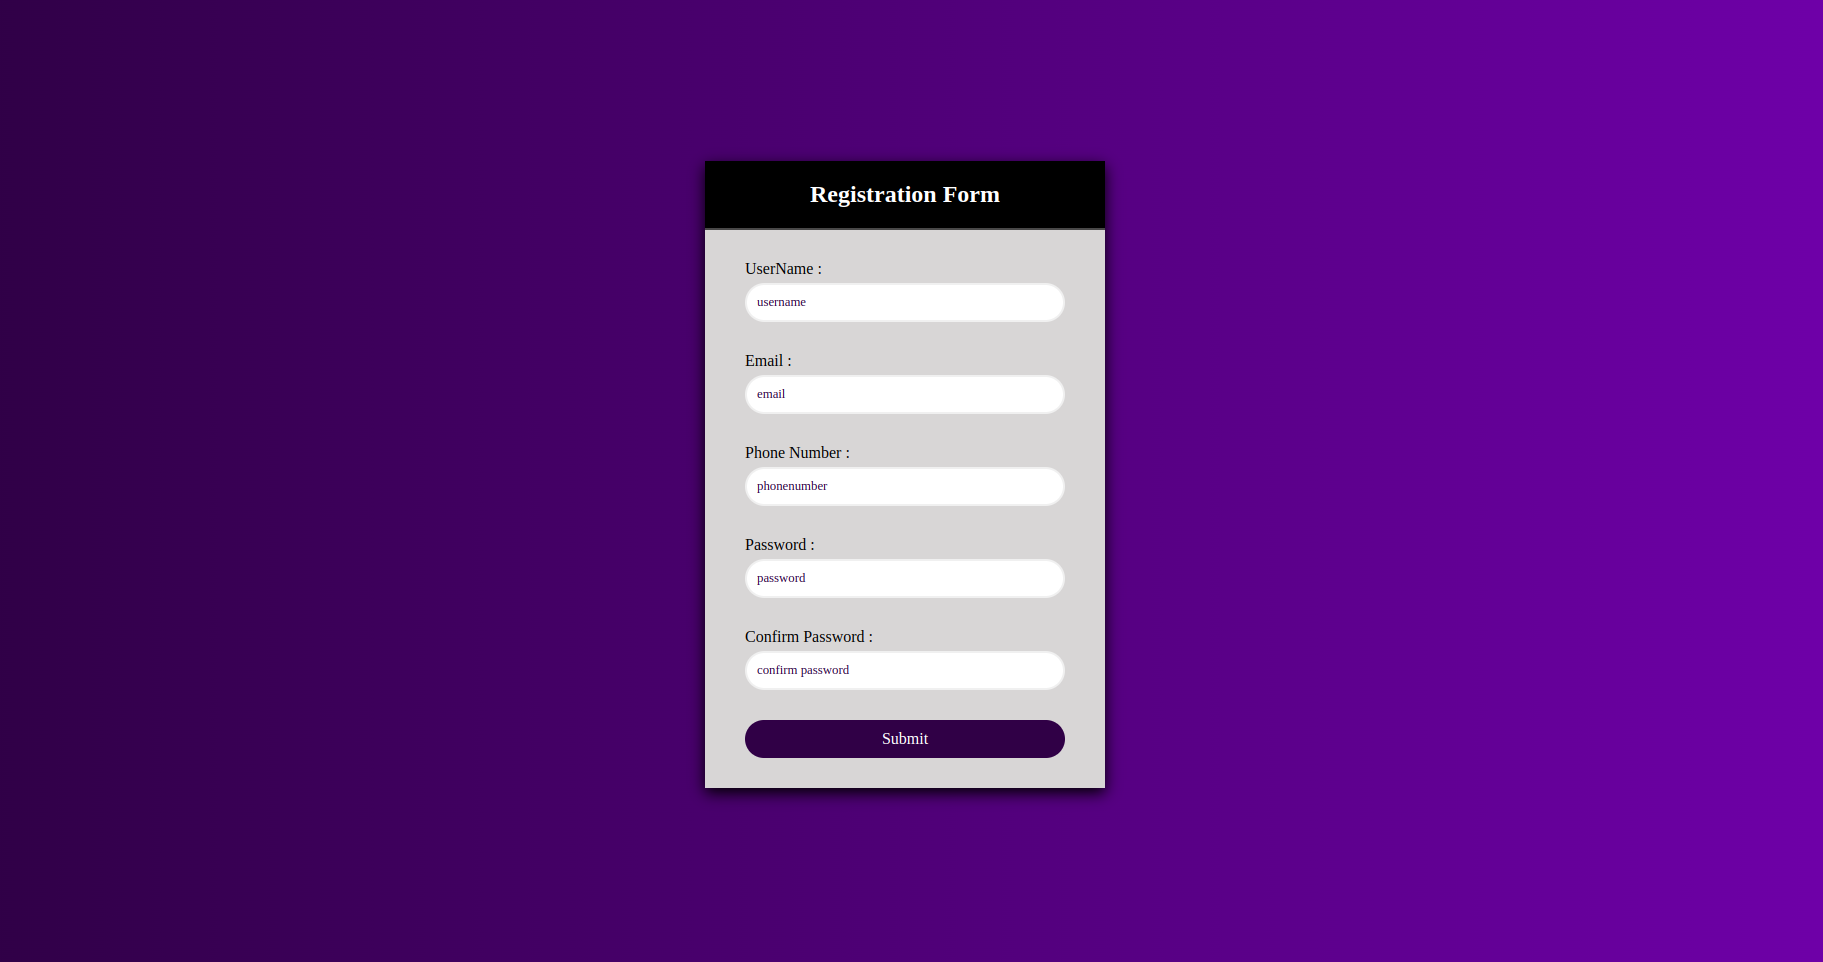 Registration Form
UserName :
username
Email :
email
Phone Number :
phonenumber
Password :
password
Confirm Password :
confirm password
Submit